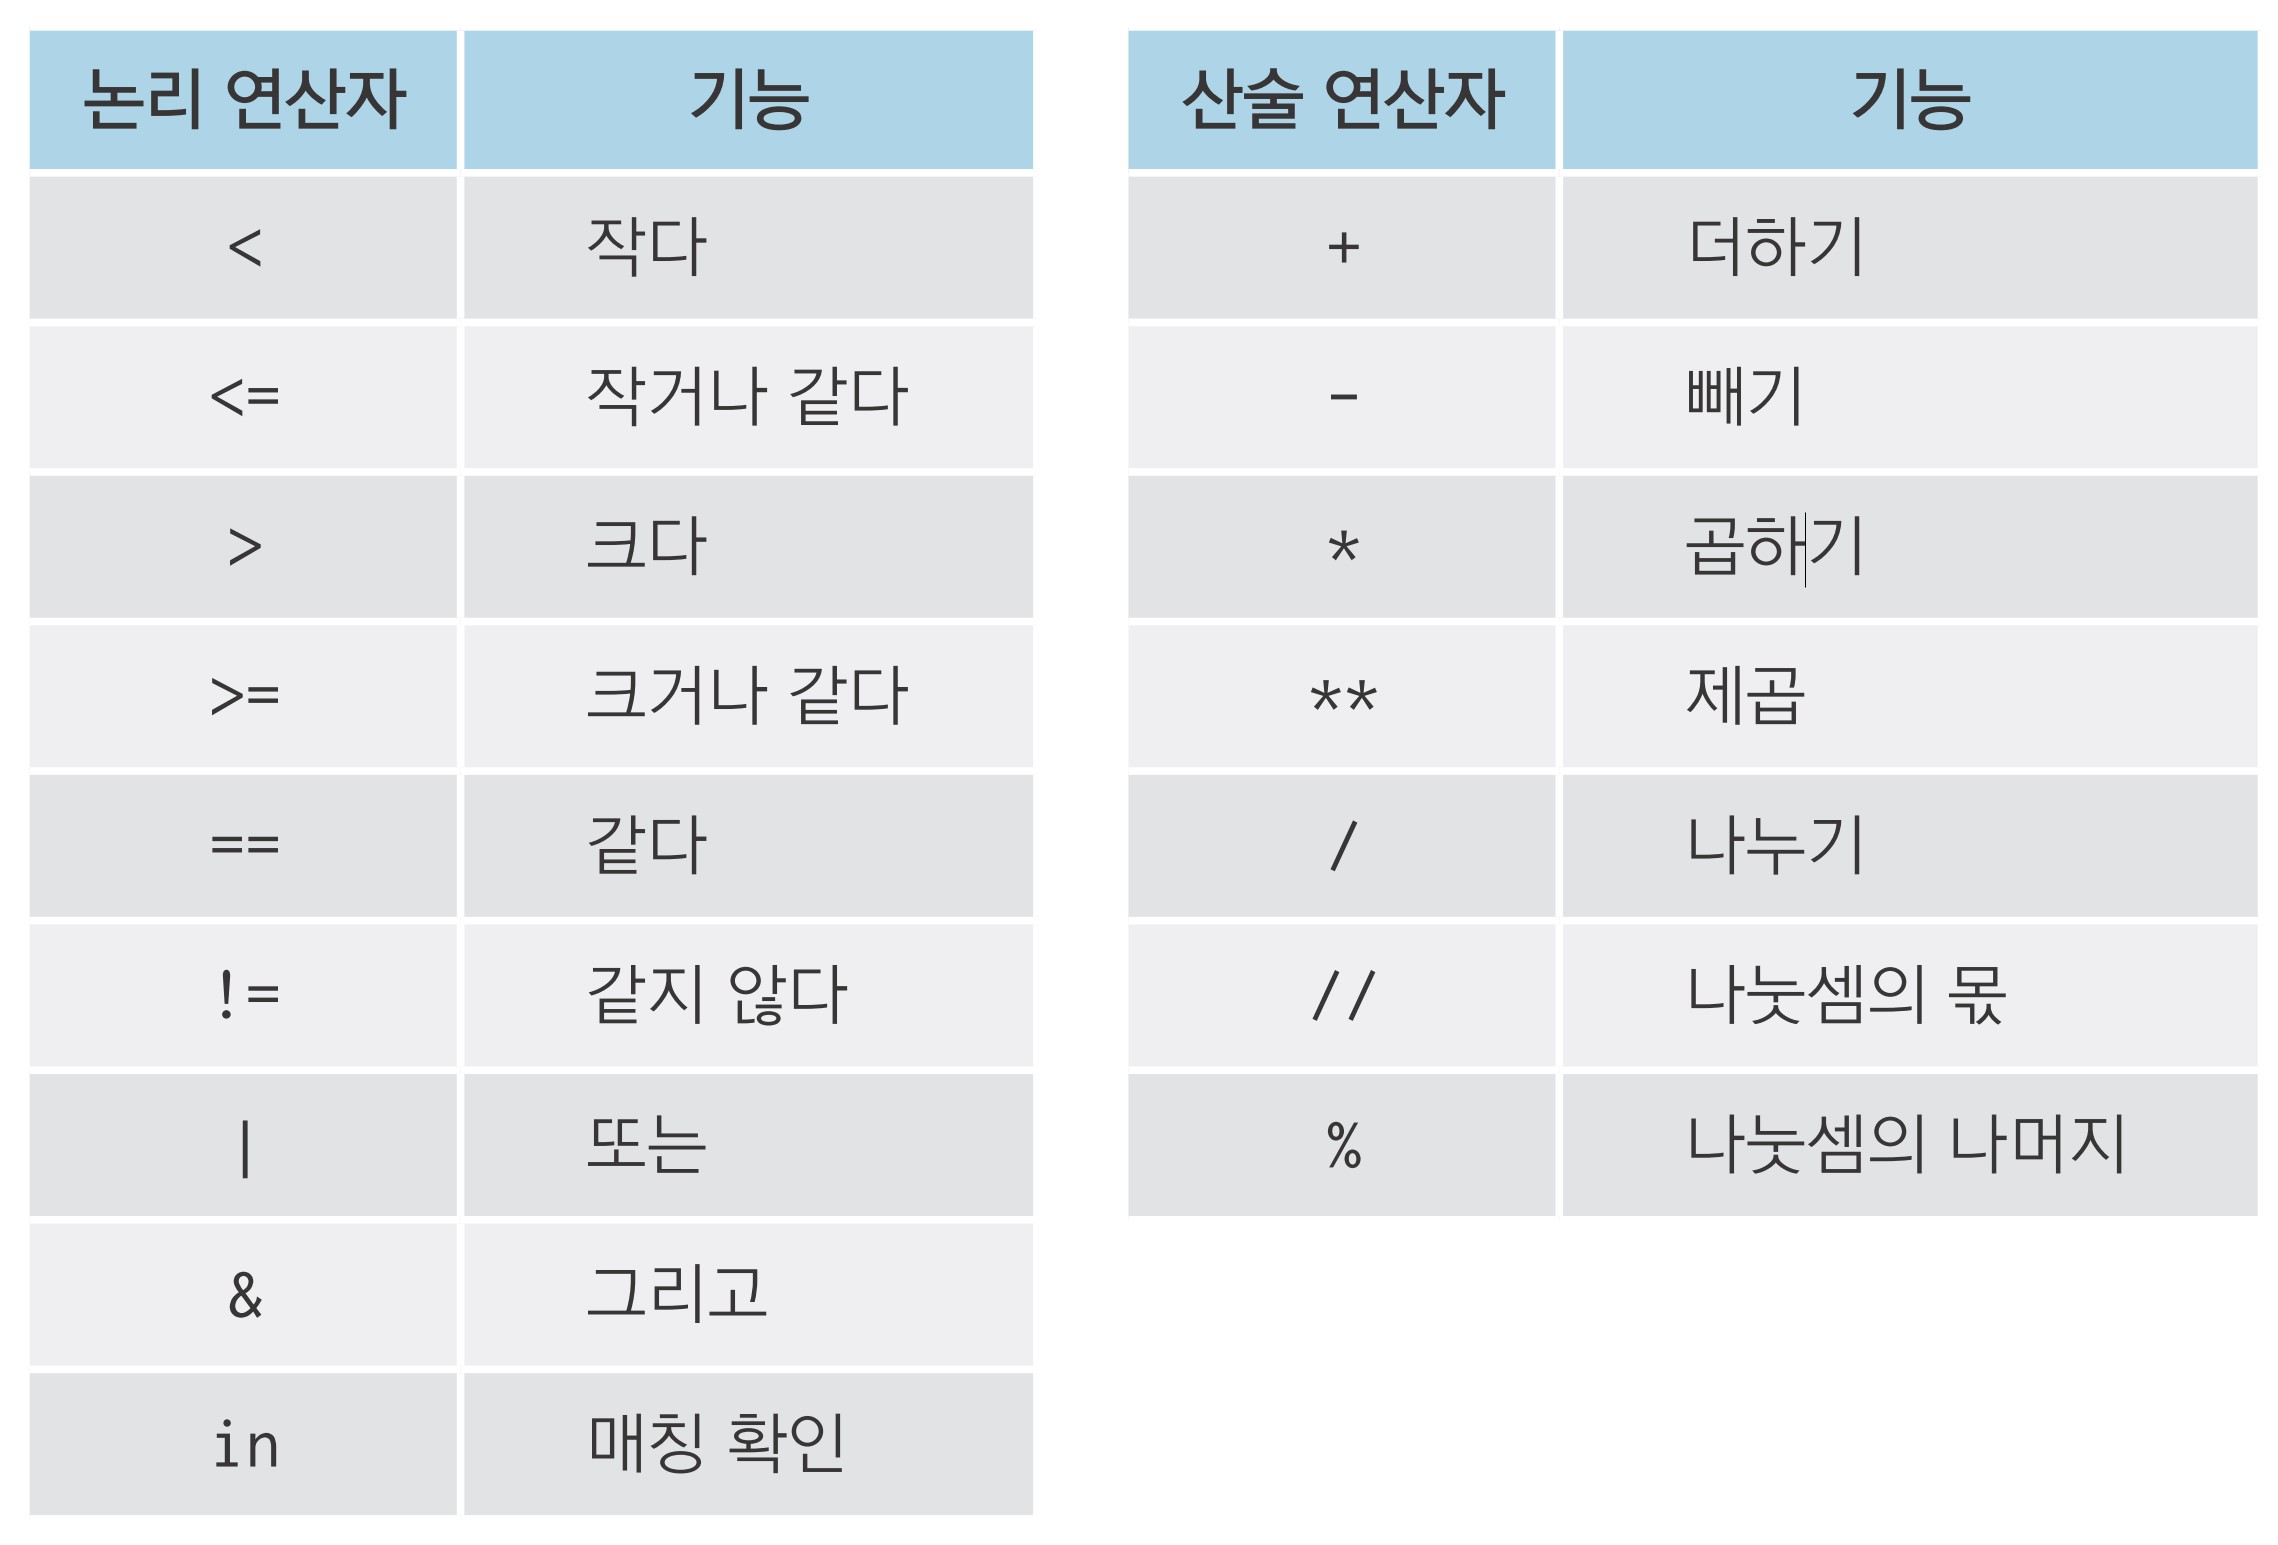 논리 연산자 기능
< 작다
<= 작거나 같다
> 크다
>= 크거나 같다
== 같다
!= 같지 않다
| 또는
& 그리고
in 매칭 확인
산술 연산자 기능
+ 더하기
- 빼기
* 곱하기
** 제곱
/ 나누기
// 나눗셈의 몫
% 나눗셈의 나머지